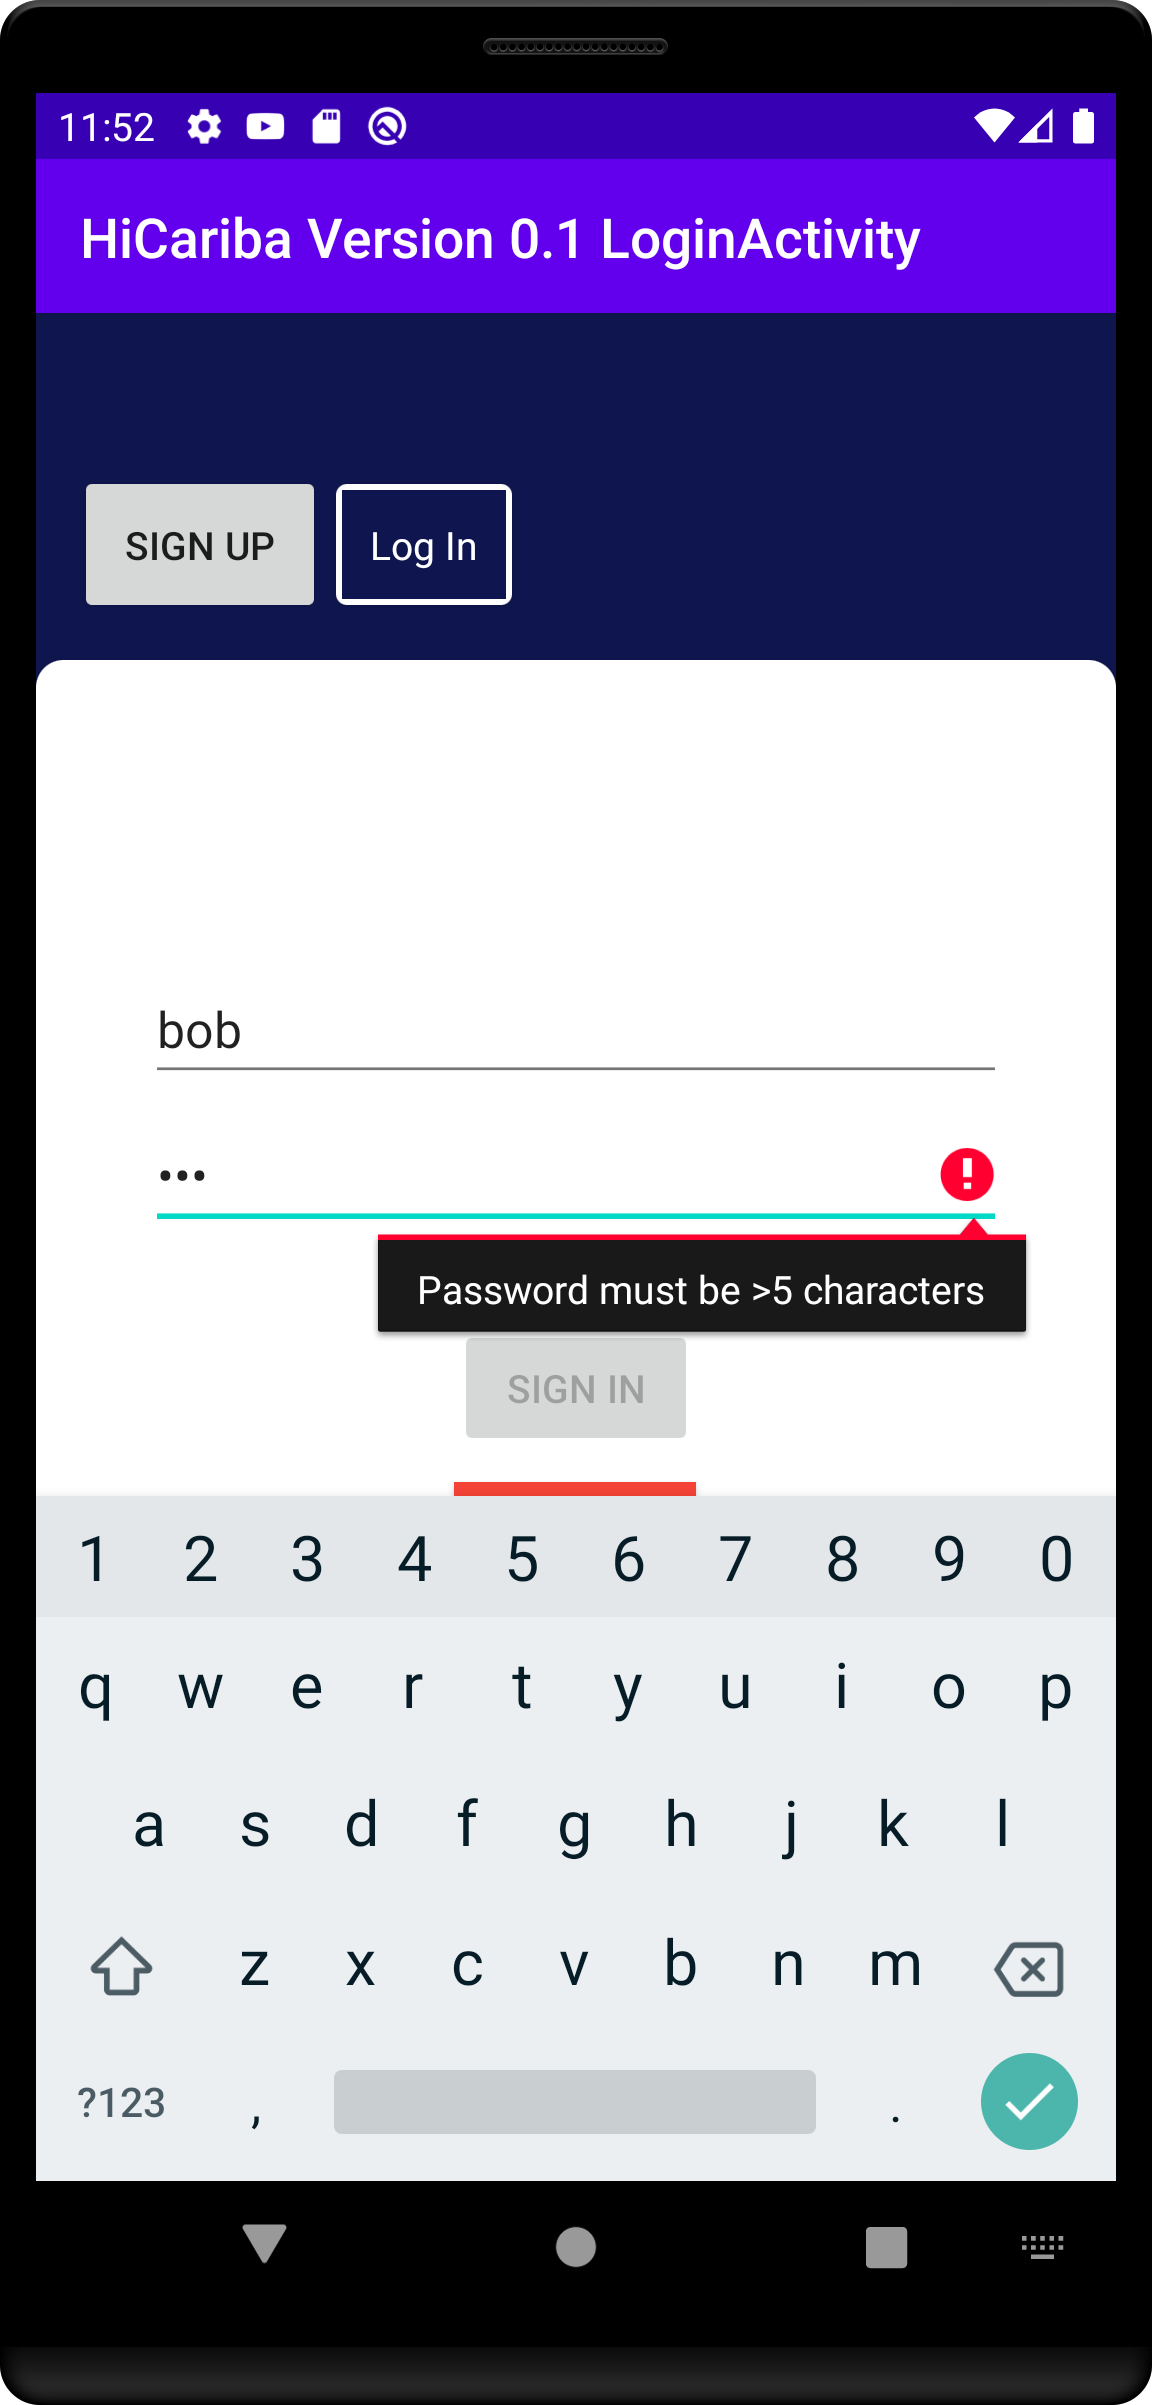 11:52
HiCariba Version 0.1 LoginActivity
SIGN UP
Log In
bob
•••
Password must be >5 characters
SIGN IN
1 2 3 4 5 6 7 8 9 0
q w e r t y u i o p
a s d f g h j k l
z x c v b n m
?123 , .